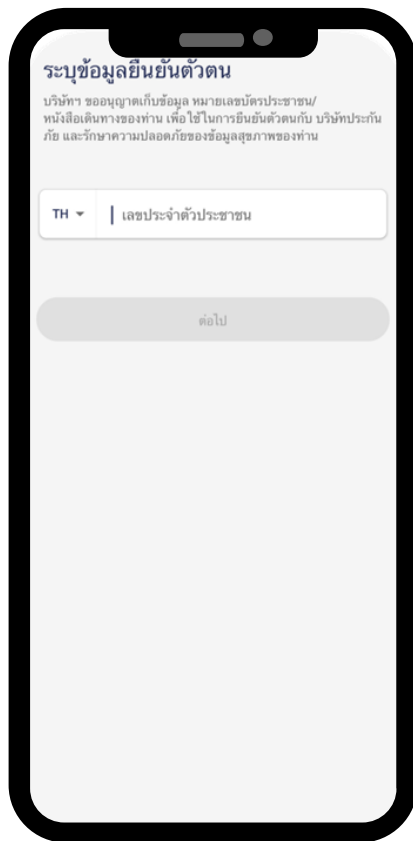 ระบุข้อมูลยืนยันตัวตน
บริษัทฯ ขออนุญาตเก็บข้อมูล หมายเลขบัตรประชาชน/
หนังสือเดินทางของท่าน เพื่อใช้ในการยืนยันตัวตนกับ บริษัทประกัน
ภัย และรักษาความปลอดภัยของข้อมูลสุขภาพของท่าน
TH เลขประจำตัวประชาชน
ต่อไป